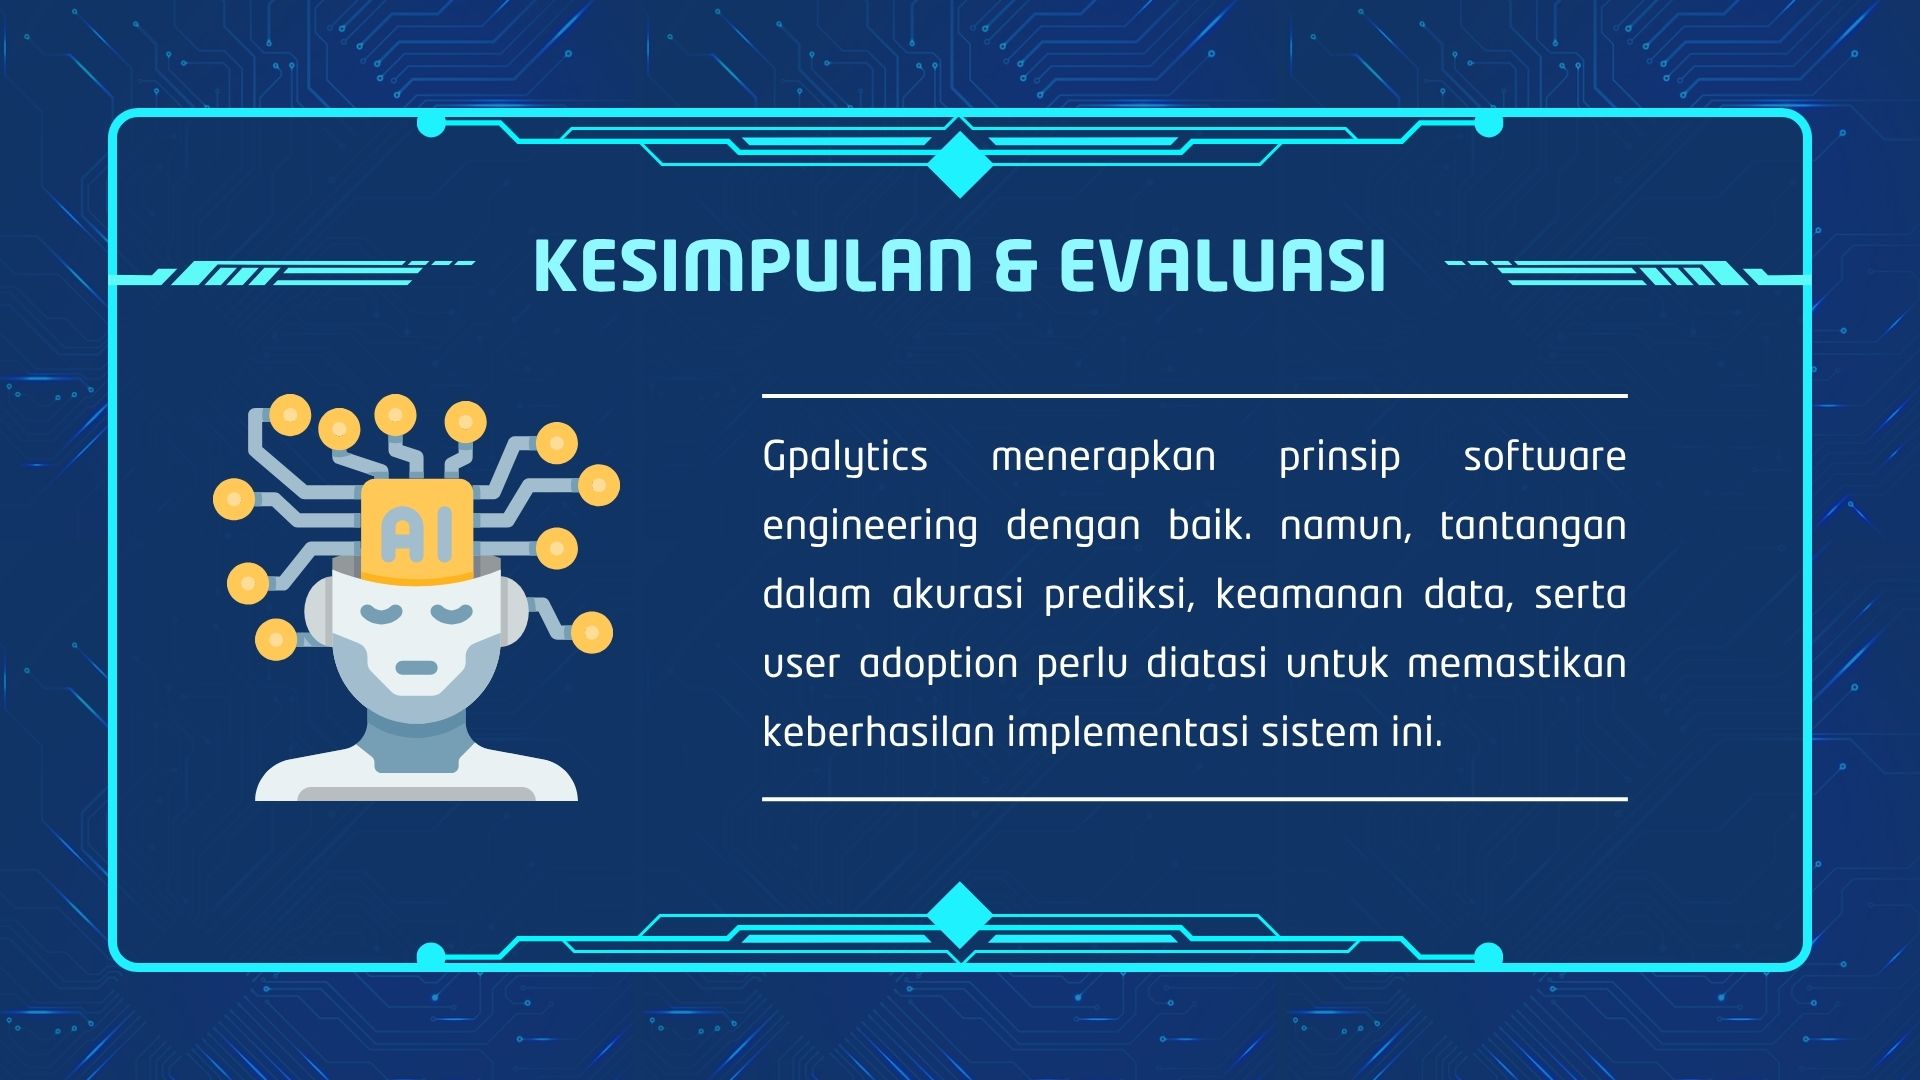 KESIMPULAN & EVALUASI
AI
Gpalytics menerapkan prinsip software
engineering dengan baik. namun, tantangan
dalam akurasi prediksi, keamanan data, serta
user adoption perlu diatasi untuk memastikan
keberhasilan implementasi sistem ini.